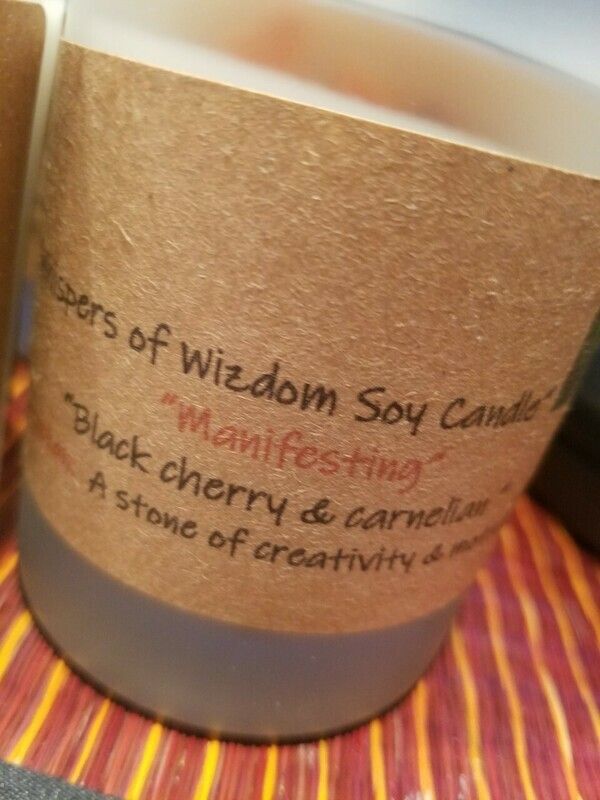 Whispers of Wizdom Soy Candle"
"Manifesting"
"Black cherry & carnelian "
A stone of creativity &